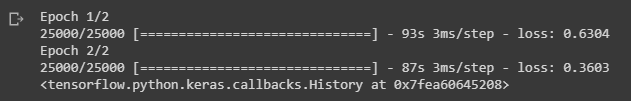 Epoch 1/2
25000/25000 [==============================] - 93s 3ms/step - loss: 0.6304
Epoch 2/2
25000/25000 [==============================] - 87s 3ms/step - loss: 0.3603
<tensorflow.python.keras.callbacks.History at 0x7fea60645208>